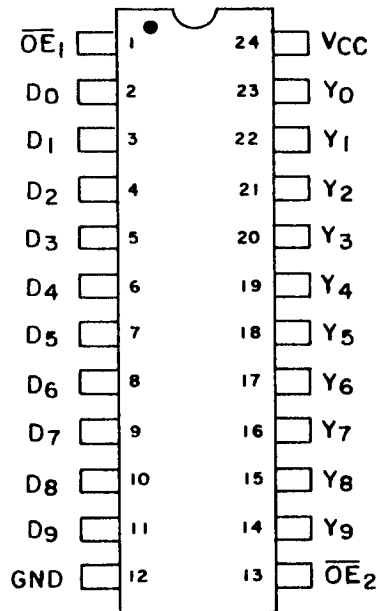 O̅E̅₁ 1 24 VCC
D₀ 2 23 Y₀
D₁ 3 22 Y₁
D₂ 4 21 Y₂
D₃ 5 20 Y₃
D₄ 6 19 Y₄
D₅ 7 18 Y₅
D₆ 8 17 Y₆
D₇ 9 16 Y₇
D₈ 10 15 Y₈
D₉ 11 14 Y₉
GND 12 13 O̅E̅₂